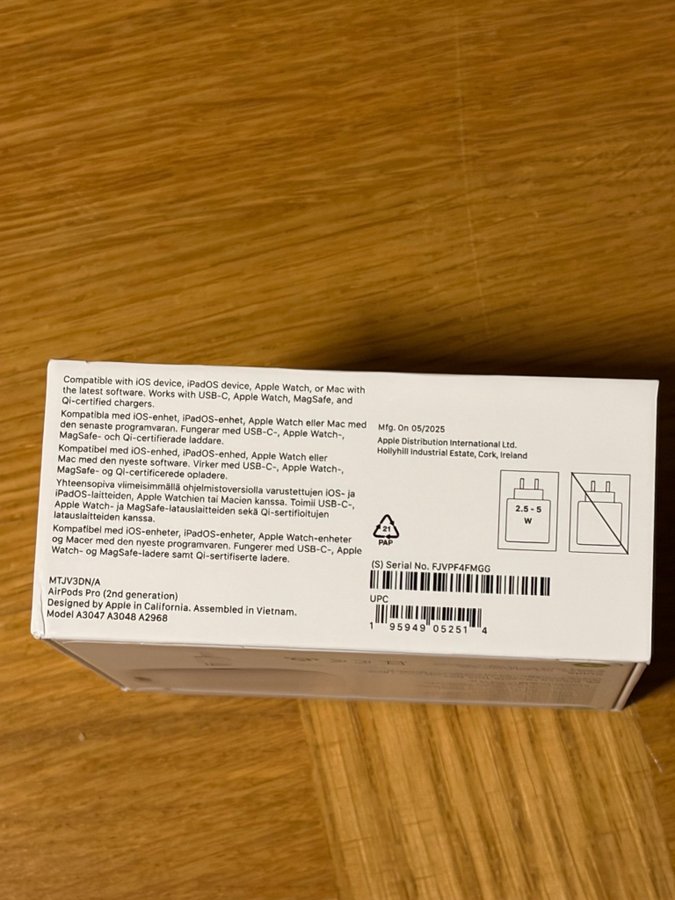 Compatible with iOS device, iPadOS device, Apple Watch, or Mac with
the latest software. Works with USB-C, Apple Watch, MagSafe, and
Qi-certified chargers.
Kompatibla med iOS-enhet, iPadOS-enhet, Apple Watch eller Mac med
den senaste programvaran. Fungerar med USB-C-, Apple Watch-,
MagSafe- och Qi-certifierade laddare.
Kompatibel med iOS-enhed, iPadOS-enhed, Apple Watch eller
Mac med den nyeste software. Virker med USB-C-, Apple Watch-,
MagSafe- og Qi-certificerede opladere.
Yhteensopiva viimeisimmällä ohjelmistoversiolla varustettujen iOS- ja
iPadOS-laitteiden, Apple Watchien tai Macien kanssa. Toimii USB-C-,
Apple Watch- ja MagSafe-latauslaitteiden sekä Qi-sertifioitujen
latauslaitteiden kanssa.
Kompatibel med iOS-enheter, iPadOS-enheter, Apple Watch-enheter
og Macer med den nyeste programvaren. Fungerer med USB-C-, Apple
Watch- og MagSafe-ladere samt Qi-sertifiserte ladere.
MTJV3DN/A
AirPods Pro (2nd generation)
Designed by Apple in California. Assembled in Vietnam.
Model A3047 A3048 A2968
Mfg. On 05/2025
Apple Distribution International Ltd.
Hollyhill Industrial Estate, Cork, Ireland
21
PAP
2.5 - 5
W
(S) Serial No. FJVPF4FMGG
UPC
1 95949 05251 4